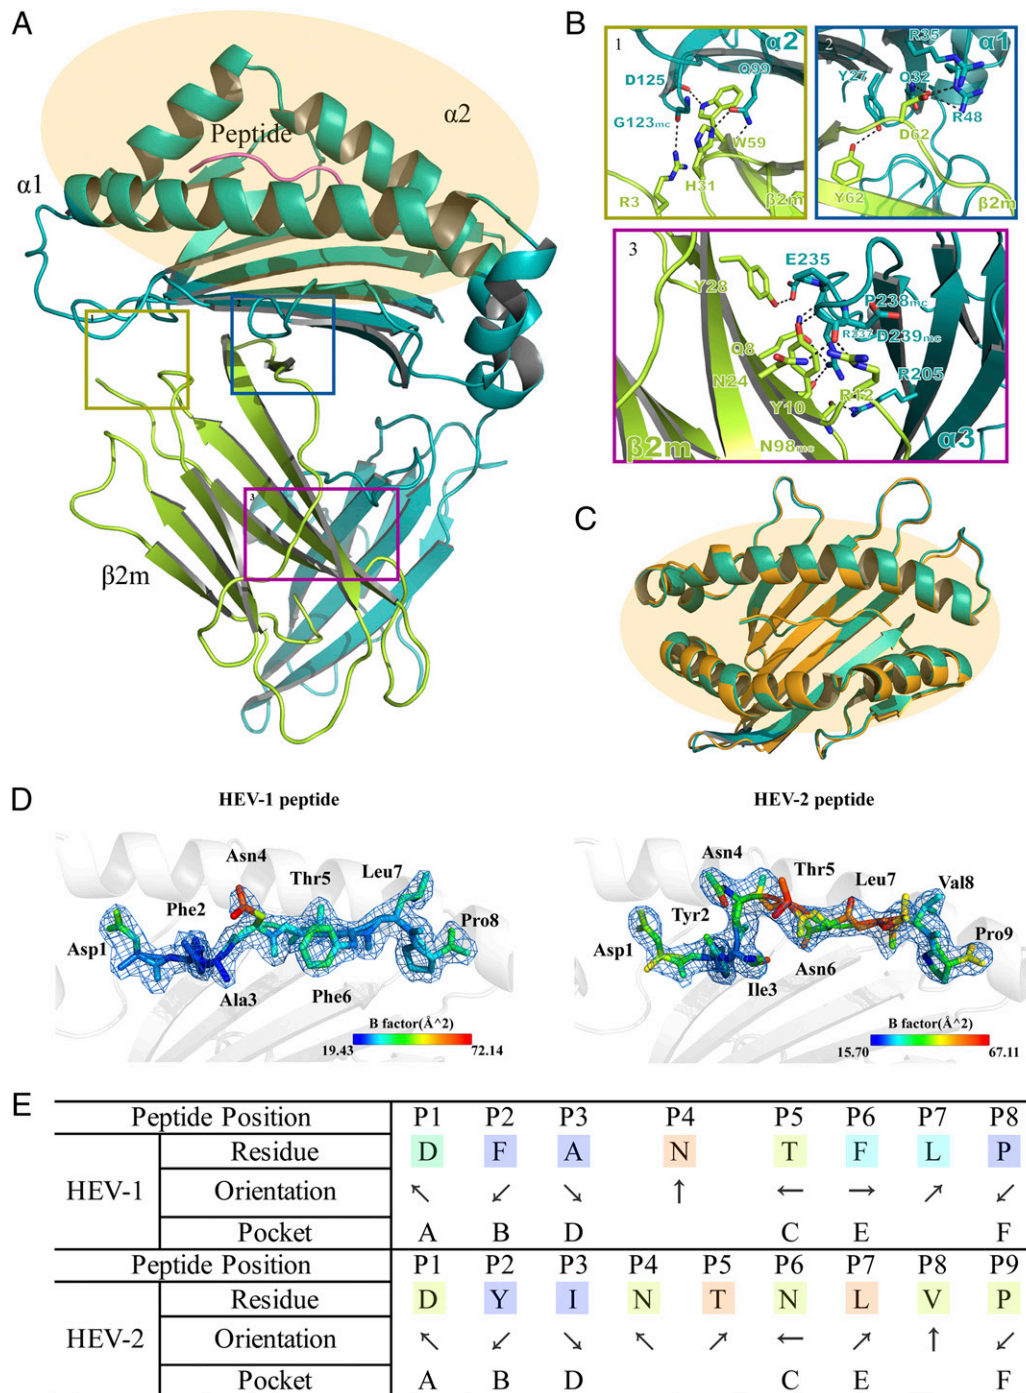 A
α2
Peptide
α1
1
2
3
β2m
B
1
α2
D125
Q99
G123mc
W59
H31
R3
β2m
2
R35
α1
Y27
Q32
R48
D62
Y62
β2m
3
E235
Y28
P238mc
R237
D239mc
Q8
N24
R205
Y10
R12
N98mc
β2m
α3
C
D
HEV-1 peptide
Asn4
Leu7
Thr5
Phe2
Pro8
Asp1
Ala3
Phe6
B factor(Å^2)
19.43
72.14
HEV-2 peptide
Asn4
Thr5
Leu7
Val8
Tyr2
Pro9
Asp1
Asn6
Ile3
B factor(Å^2)
15.70
67.11
E
Peptide Position P1 P2 P3 P4 P5 P6 P7 P8
HEV-1
Residue D F A N T F L P
Orientation ↖ ↙ ↘ ↑ ← → ↗ ↙
Pocket A B D C E F
Peptide Position P1 P2 P3 P4 P5 P6 P7 P8 P9
HEV-2
Residue D Y I N T N L V P
Orientation ↖ ↙ ↘ ↖ ↗ ← ↗ ↑ ↙
Pocket A B D C E F